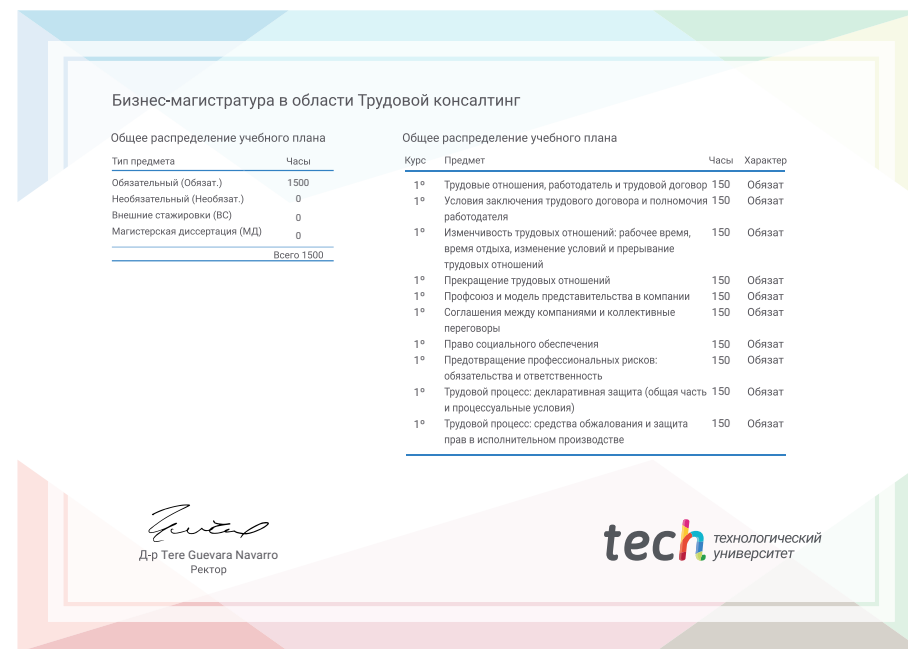 Бизнес-магистратура в области Трудовой консалтинг
Общее распределение учебного плана
Тип предмета Часы
Обязательный (Обязат.) 1500
Необязательный (Необязат.) 0
Внешние стажировки (ВС) 0
Магистерская диссертация (МД) 0
Всего 1500
Общее распределение учебного плана
Курс Предмет Часы Характер
1º Трудовые отношения, работодатель и трудовой договор 150 Обязат
1º Условия заключения трудового договора и полномочия 150 Обязат
работодателя
1º Изменчивость трудовых отношений: рабочее время, 150 Обязат
время отдыха, изменение условий и прерывание
трудовых отношений
1º Прекращение трудовых отношений 150 Обязат
1º Профсоюз и модель представительства в компании 150 Обязат
1º Соглашения между компаниями и коллективные 150 Обязат
переговоры
1º Право социального обеспечения 150 Обязат
1º Предотвращение профессиональных рисков: 150 Обязат
обязательства и ответственность
1º Трудовой процесс: декларативная защита (общая часть 150 Обязат
и процессуальные условия)
1º Трудовой процесс: средства обжалования и защита 150 Обязат
прав в исполнительном производстве
Д-р Tere Guevara Navarro
Ректор
tech технологический
университет